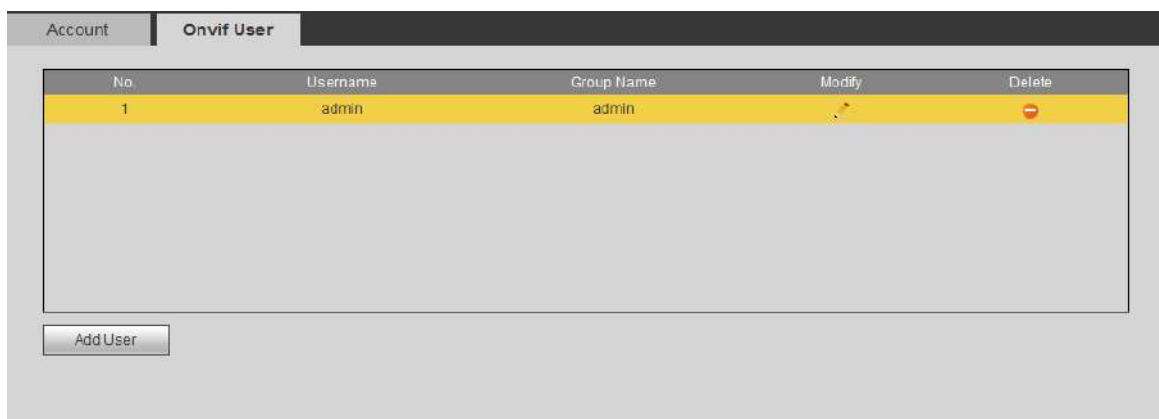 Account Onvif User
No. Username Group Name Modify Delete
1 admin admin
Add User